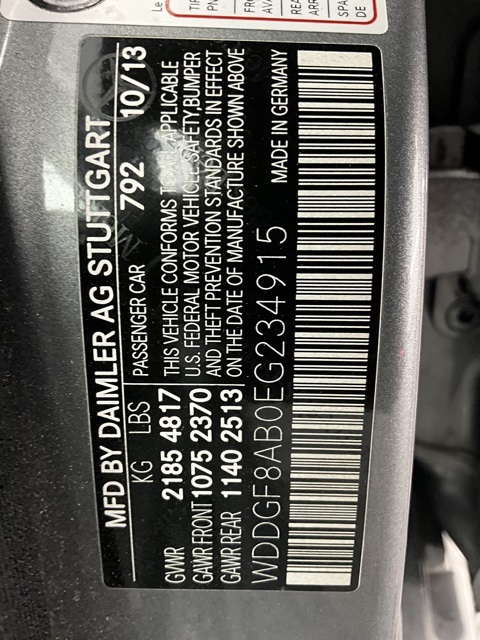 MFD BY DAIMLER AG STUTTGART
KG LBS PASSENGER CAR 792 10/13
GVWR 2185 4817 THIS VEHICLE CONFORMS APPLICABLE
GAWR FRONT 1075 2370 U.S. FEDERAL MOTOR VEHICLE SAFETY,BUMPER
GAWR REAR 1140 2513 AND THEFT PREVENTION STANDARDS IN EFFECT
ON THE DATE OF MANUFACTURE SHOWN ABOVE
WDDGF8AB0EG234915 MADE IN GERMANY